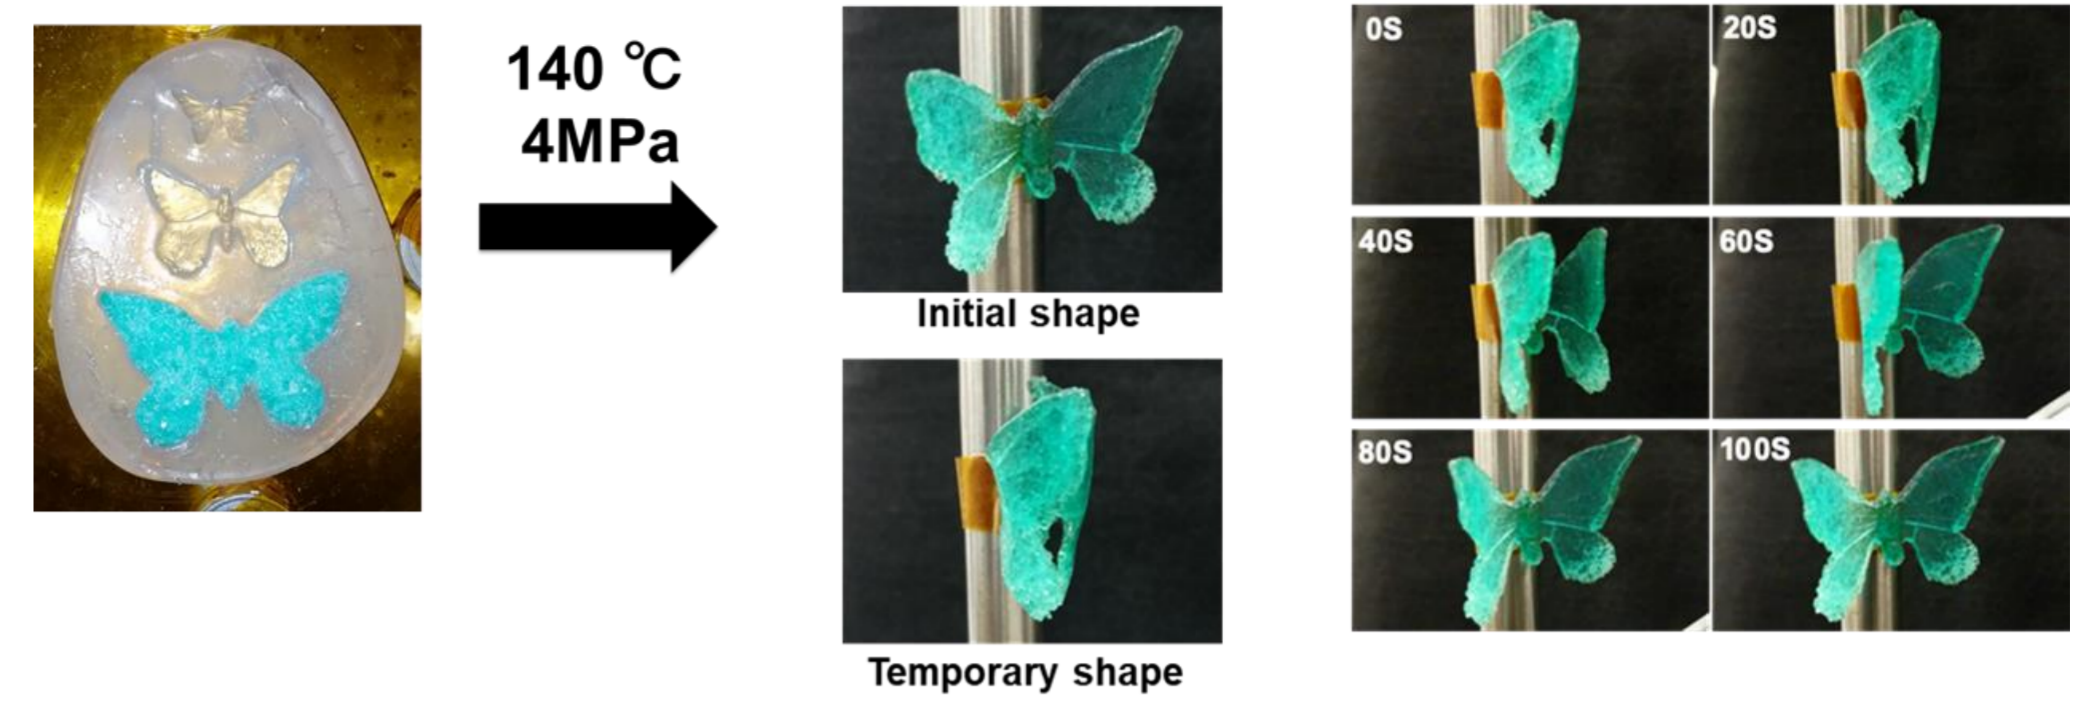 140 ℃
4MPa
Initial shape
Temporary shape
0S
20S
40S
60S
80S
100S